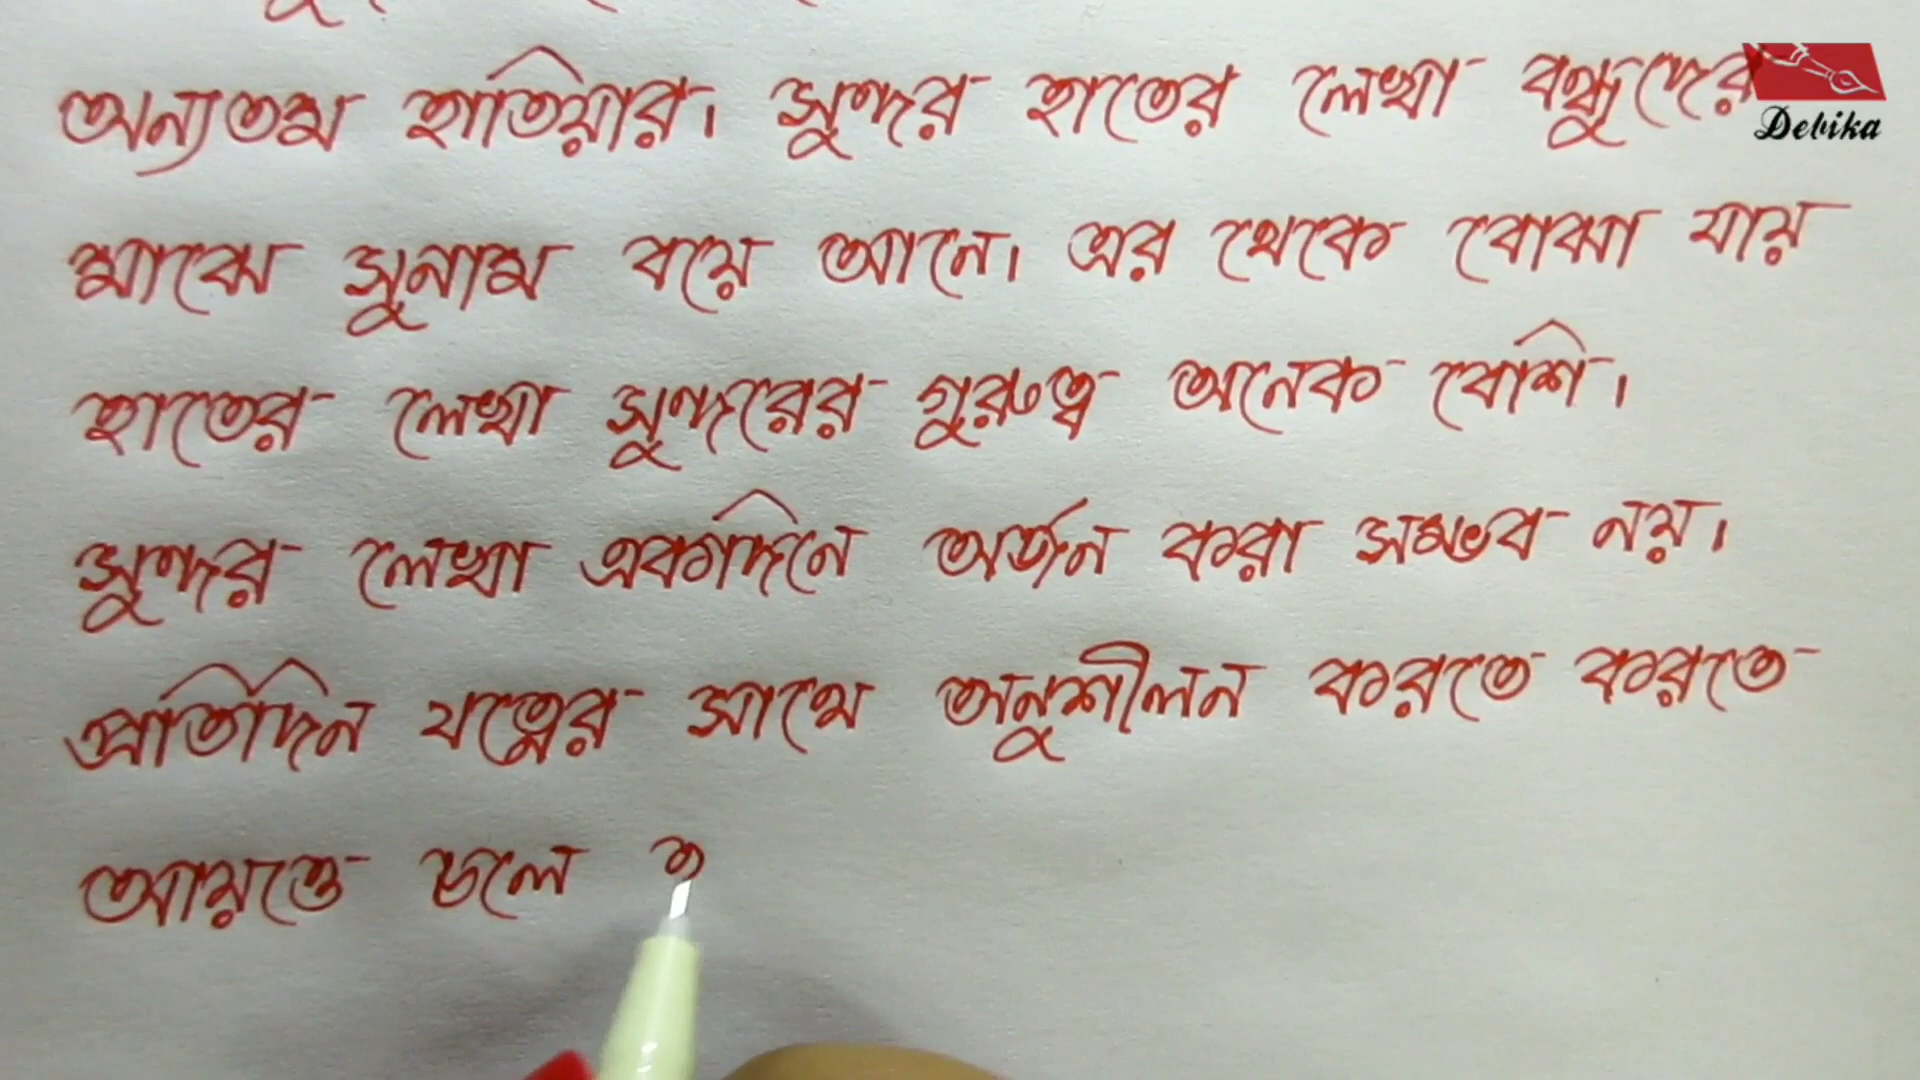 অন্যতম হাতিয়ার। সুন্দর হাতের লেখা বন্ধুদের
Debika
মাঝে সুনাম বয়ে আনে। এর থেকে বোঝা যায়
হাতের লেখা সুন্দরের গুরুত্ব অনেক বেশি।
সুন্দর লেখা একদিনে অর্জন করা সম্ভব নয়।
প্রতিদিন যত্নের সাথে অনুশীলন করতে করতে
আয়ত্তে চলে